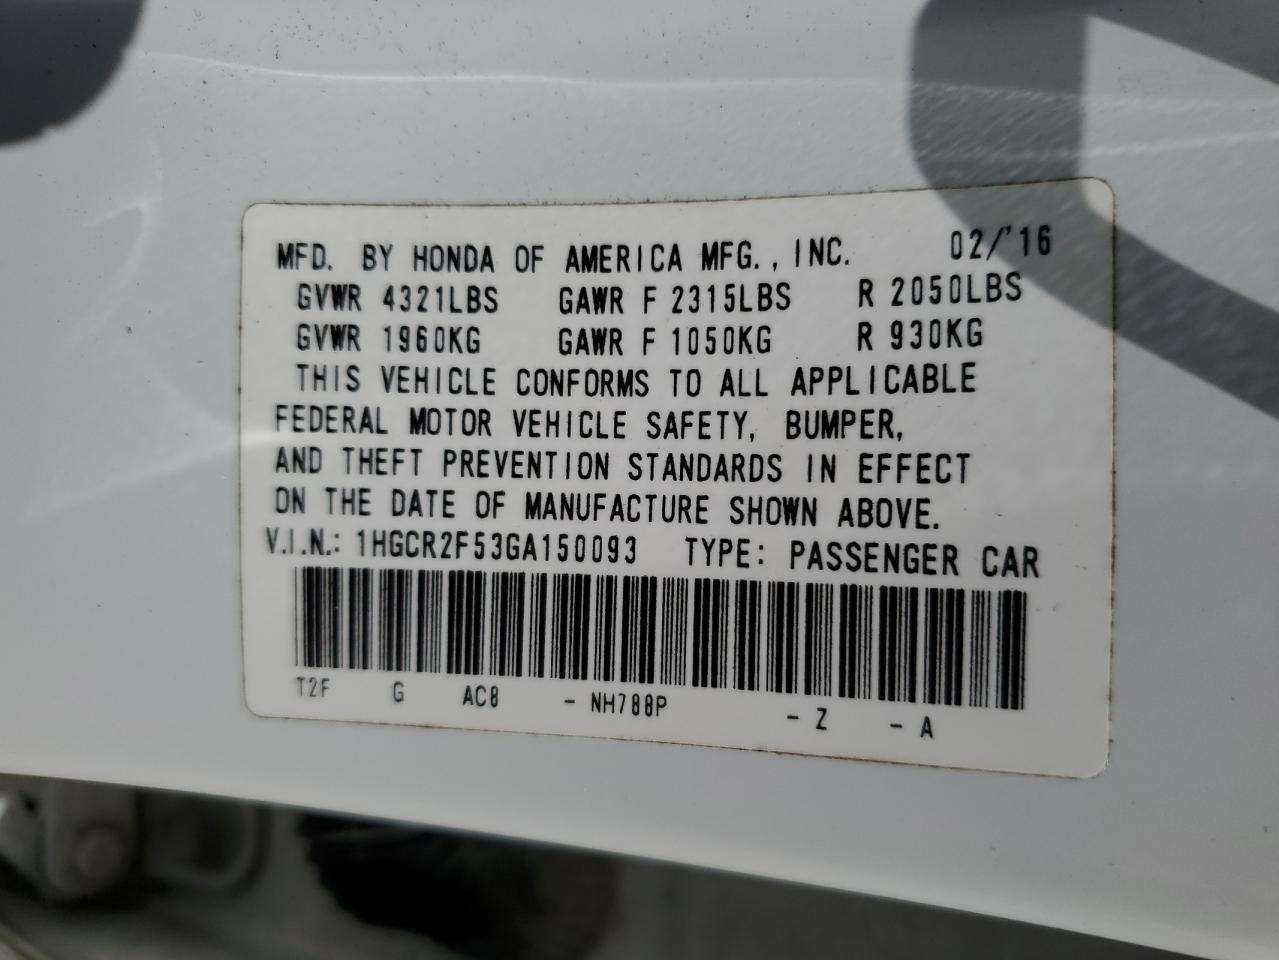 MFD. BY HONDA OF AMERICA MFG., INC. 02/'16
GVWR 4321LBS GAWR F 2315LBS R 2050LBS
GVWR 1960KG GAWR F 1050KG R 930KG
THIS VEHICLE CONFORMS TO ALL APPLICABLE
FEDERAL MOTOR VEHICLE SAFETY, BUMPER,
AND THEFT PREVENTION STANDARDS IN EFFECT
ON THE DATE OF MANUFACTURE SHOWN ABOVE.
V.I.N.: 1HGCR2F53GA150093 TYPE: PASSENGER CAR
T2F G AC8 - NH788P - Z - A